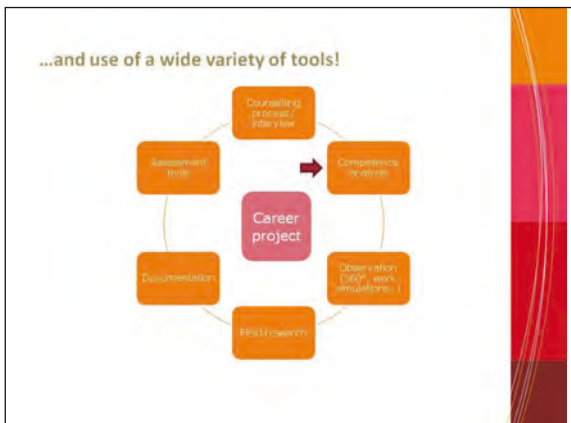 ...and use of a wide variety of tools!
Counselling
process /
interview
Competence
analysis
Observation
(360°, work
simulations...)
Field research
Documentation
Assessment
tools
Career
project